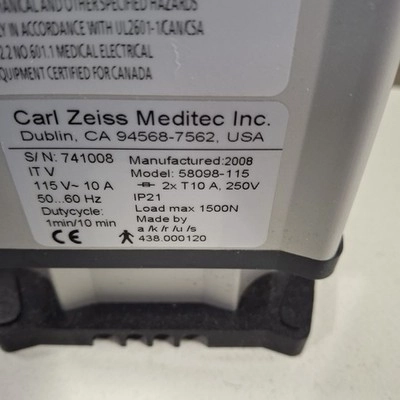 ANICAL AND OTHER SPECIFIED HAZARDS
LY IN ACCORDANCE WITH UL2601-1/CAN/CSA
2.2 NO.601.1 MEDICAL ELECTRICAL
EQUIPMENT CERTIFIED FOR CANADA
Carl Zeiss Meditec Inc.
Dublin, CA 94568-7562, USA
S/N: 741008 Manufactured:2008
IT V Model: 58098-115
115 V~ 10 A 2x T10 A, 250V
50...60 Hz IP21
Dutycycle: Load max 1500N
1min/10 min Made by
a /k /r /u /s
CE 438.000120